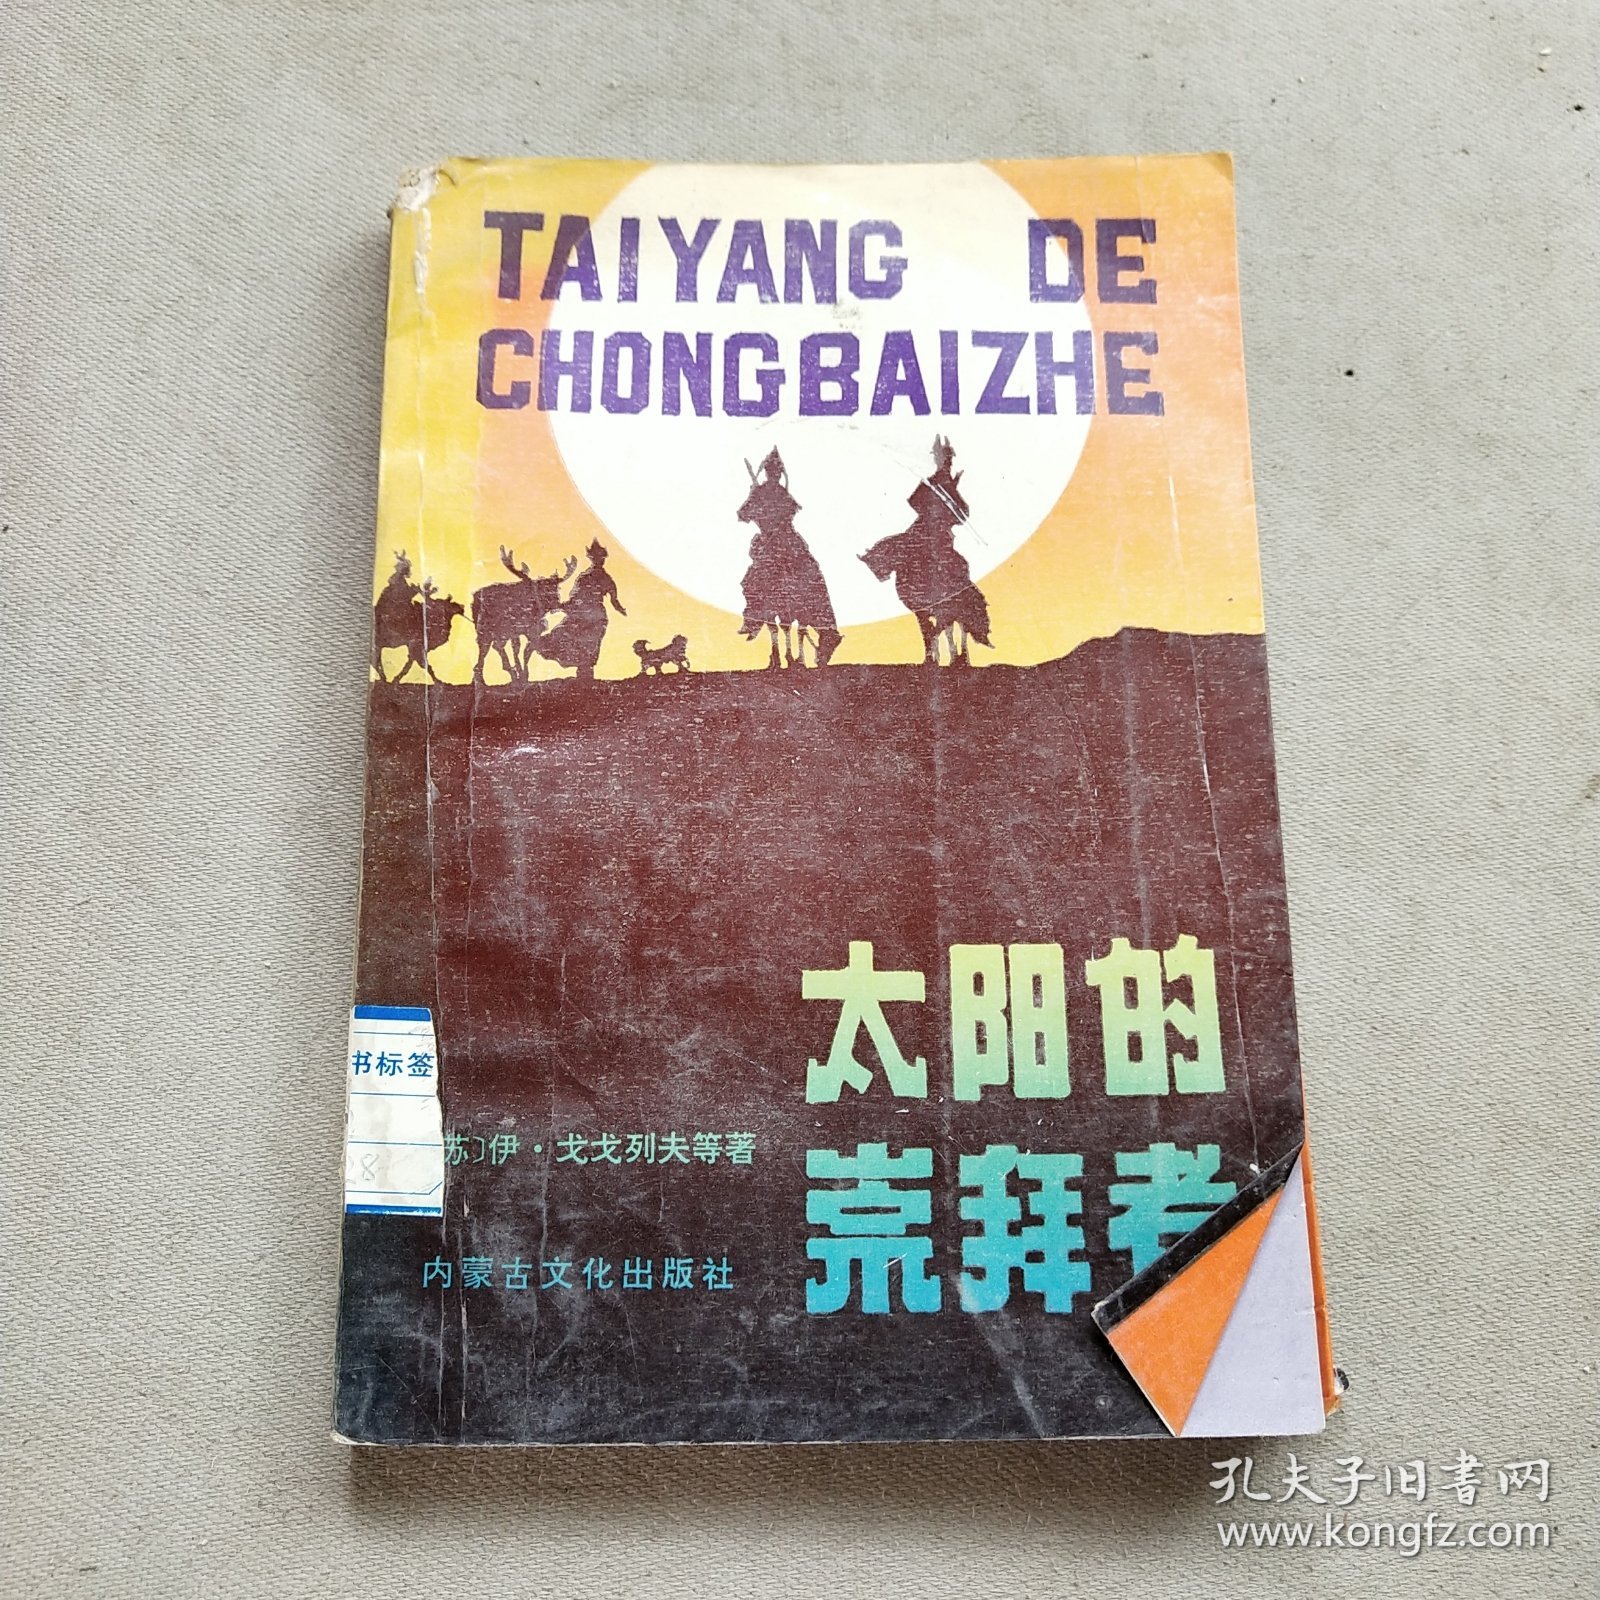 TAIYANG DE
CHONGBAIZHE
太阳的
崇拜者
书标签
28
苏〕伊·戈戈列夫等著
内蒙古文化出版社
孔夫子旧书网
www.kongfz.com